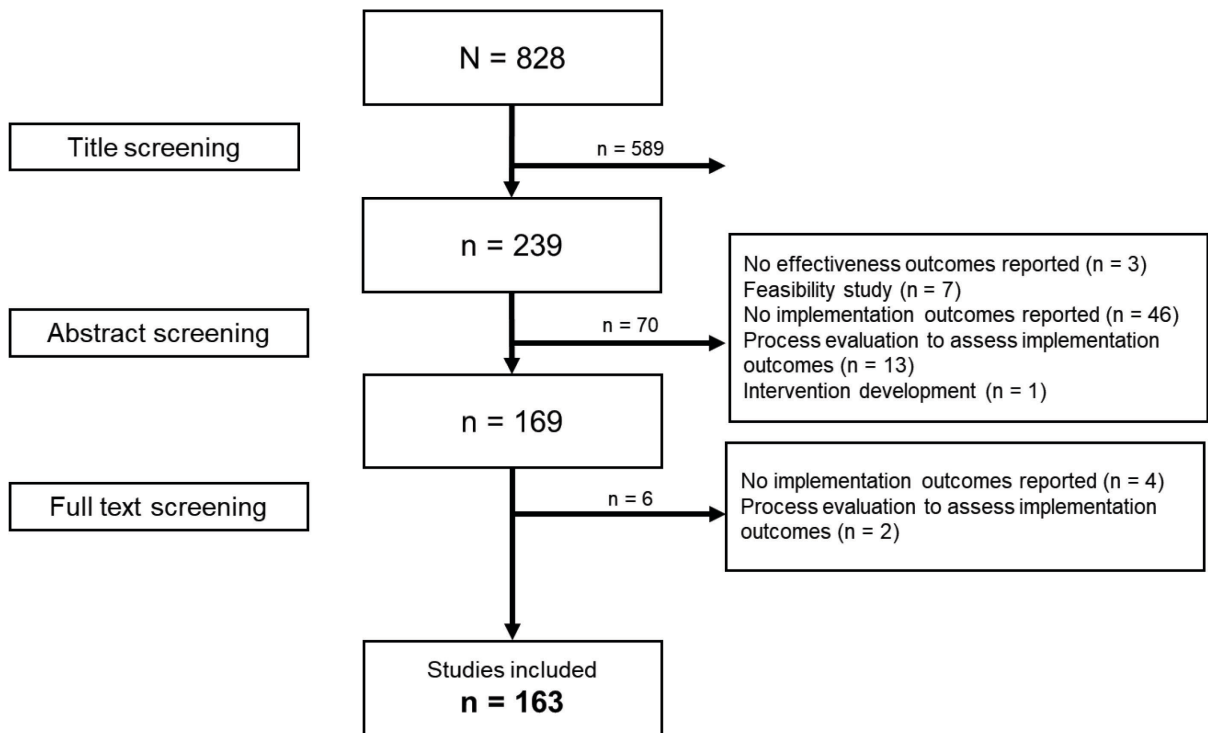 N = 828
Title screening
n = 589
n = 239
No effectiveness outcomes reported (n = 3)
Feasibility study (n = 7)
No implementation outcomes reported (n = 46)
Process evaluation to assess implementation
outcomes (n = 13)
Intervention development (n = 1)
Abstract screening
n = 70
n = 169
Full text screening
n = 6
No implementation outcomes reported (n = 4)
Process evaluation to assess implementation
outcomes (n = 2)
Studies included
n = 163